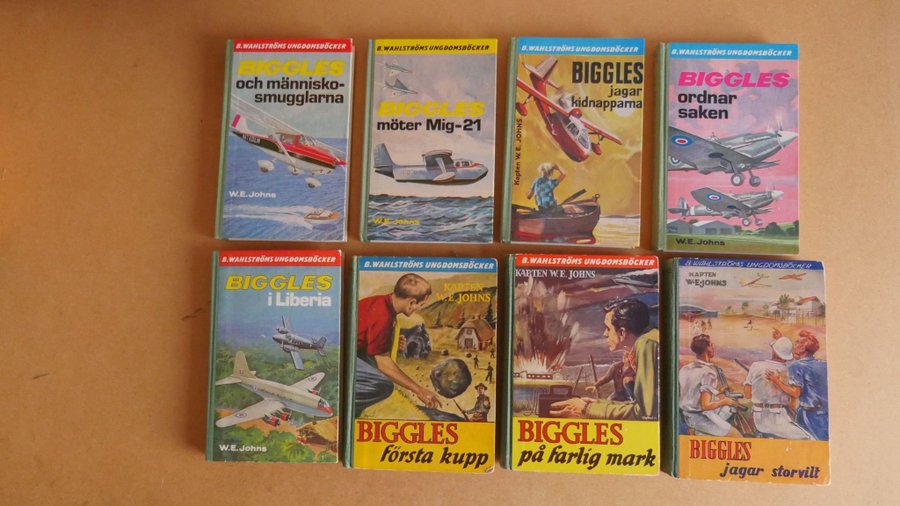 B. WAHLSTRÖMS UNGDOMSBÖCKER
BIGGLES
och människo-
smugglarna
W.E. Johns
B. WAHLSTRÖMS UNGDOMSBÖCKER
BIGGLES
möter Mig-21
W.E. Johns
B. WAHLSTRÖMS UNGDOMSBÖCKER
BIGGLES
jagar
kidnapparna
Kapten W.E. JOHNS
B. WAHLSTRÖMS UNGDOMSBÖCKER
BIGGLES
ordnar
saken
W.E. Johns
B. WAHLSTRÖMS UNGDOMSBÖCKER
BIGGLES
i Liberia
W.E. Johns
B. WAHLSTRÖMS UNGDOMSBÖCKER
KAPTEN
W.E. JOHNS
BIGGLES
första kupp
B. WAHLSTRÖMS UNGDOMSBÖCKER
KAPTEN W.E. JOHNS
BIGGLES
på farlig mark
B. WAHLSTRÖMS UNGDOMSBÖCKER
KAPTEN
W.E. JOHNS
BIGGLES
jagar storvilt